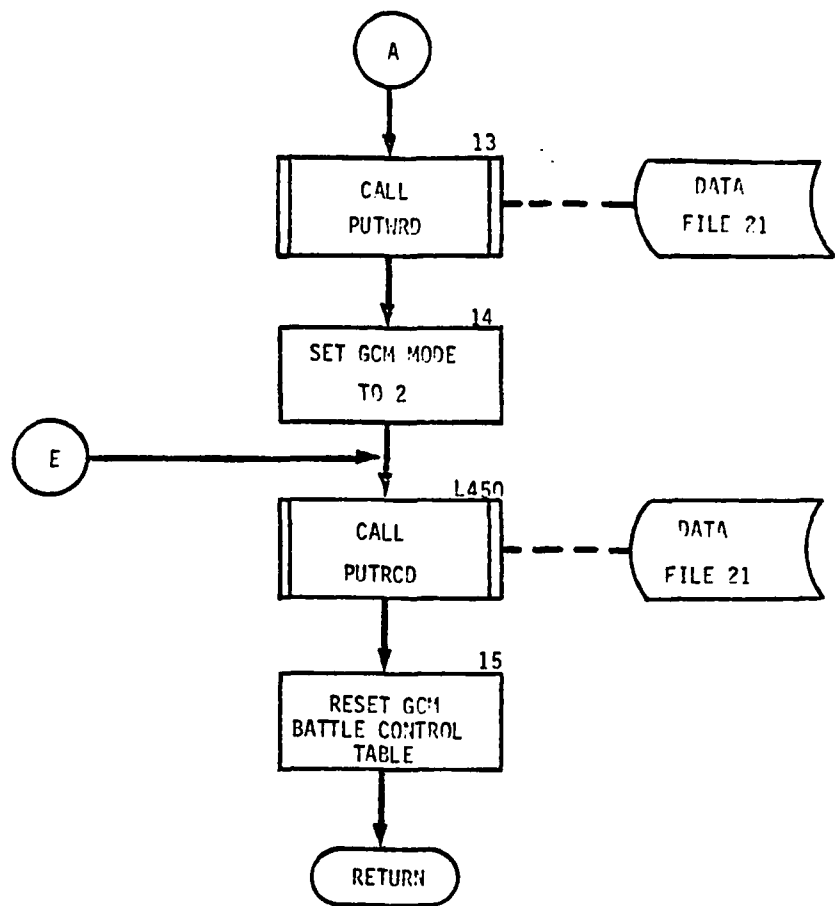 A
13
CALL
PUTWRD
DATA
FILE 21
14
SET GCM MODE
TO 2
E
L450
CALL
PUTRCD
DATA
FILE 21
15
RESET GCM
BATTLE CONTROL
TABLE
RETURN